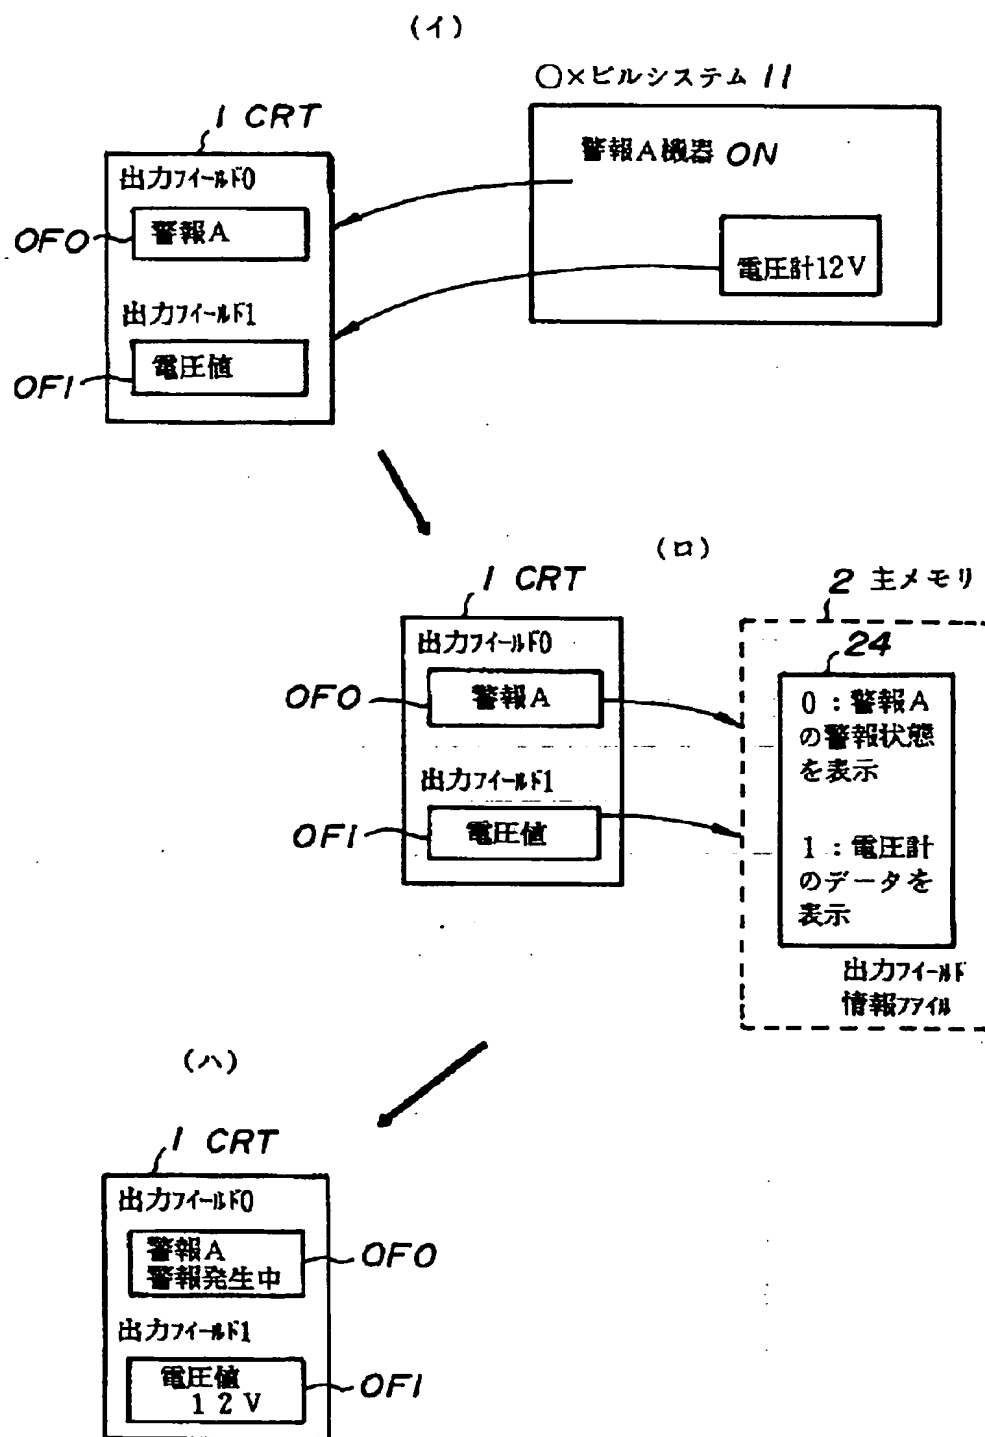 (イ)
○×ビルシステム 11
1 CRT
警報A機器 ON
出力フィールド0
OF0
警報A
電圧計12V
出力フィールド1
OF1
電圧値
(ロ)
1 CRT
2 主メモリ
出力フィールド0
24
OF0
警報A
0:警報A
の警報状態
を表示
出力フィールド1
OF1
電圧値
1:電圧計
のデータを
表示
出力フィールド
情報ファイル
(ハ)
1 CRT
出力フィールド0
警報A
警報発生中
OF0
出力フィールド1
電圧値
12V
OF1